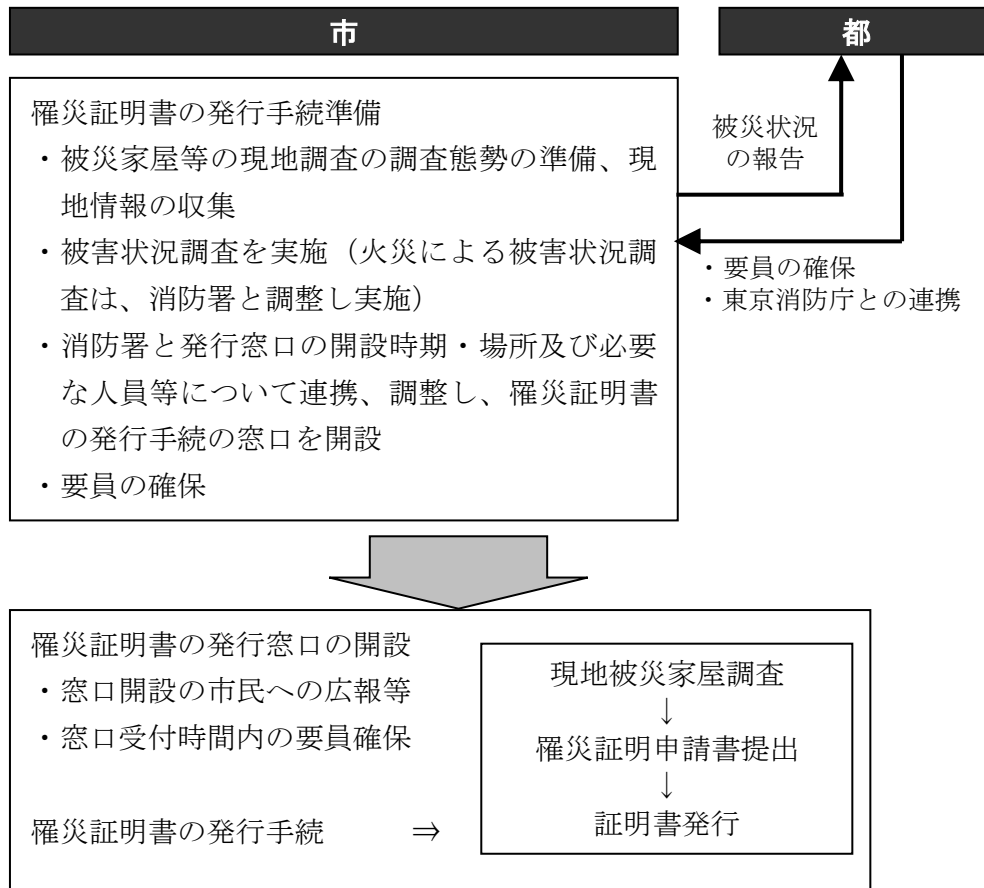 市
都
罹災証明書の発行手続準備
・被災家屋等の現地調査の調査態勢の準備、現
地情報の収集
・被害状況調査を実施（火災による被害状況調
査は、消防署と調整し実施）
・消防署と発行窓口の開設時期・場所及び必要
な人員等について連携、調整し、罹災証明書
の発行手続の窓口を開設
・要員の確保
被災状況
の報告
・要員の確保
・東京消防庁との連携
罹災証明書の発行窓口の開設
・窓口開設の市民への広報等
・窓口受付時間内の要員確保
罹災証明書の発行手続　⇒
現地被災家屋調査
↓
罹災証明申請書提出
↓
証明書発行